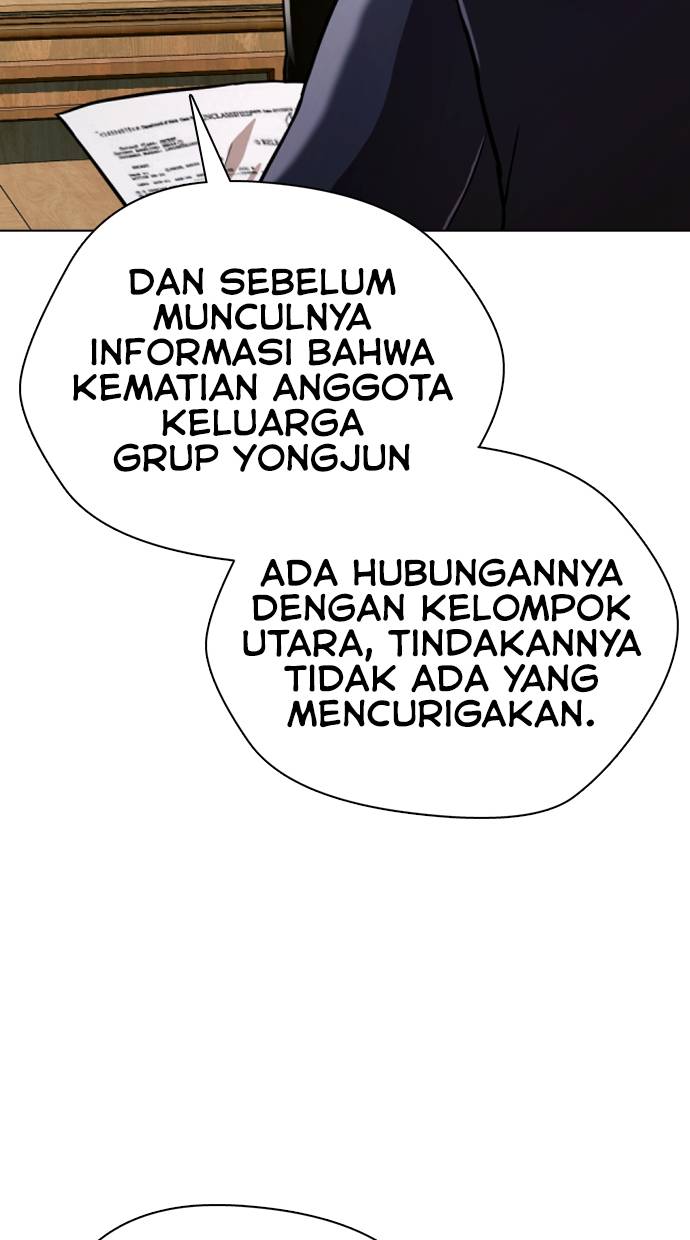 DAN SEBELUM
MUNCULNYA
INFORMASI BAHWA
KEMATIAN ANGGOTA
KELUARGA
GRUP YONGJUN
ADA HUBUNGANNYA
DENGAN KELOMPOK
UTARA, TINDAKANNYA
TIDAK ADA YANG
MENCURIGAKAN.